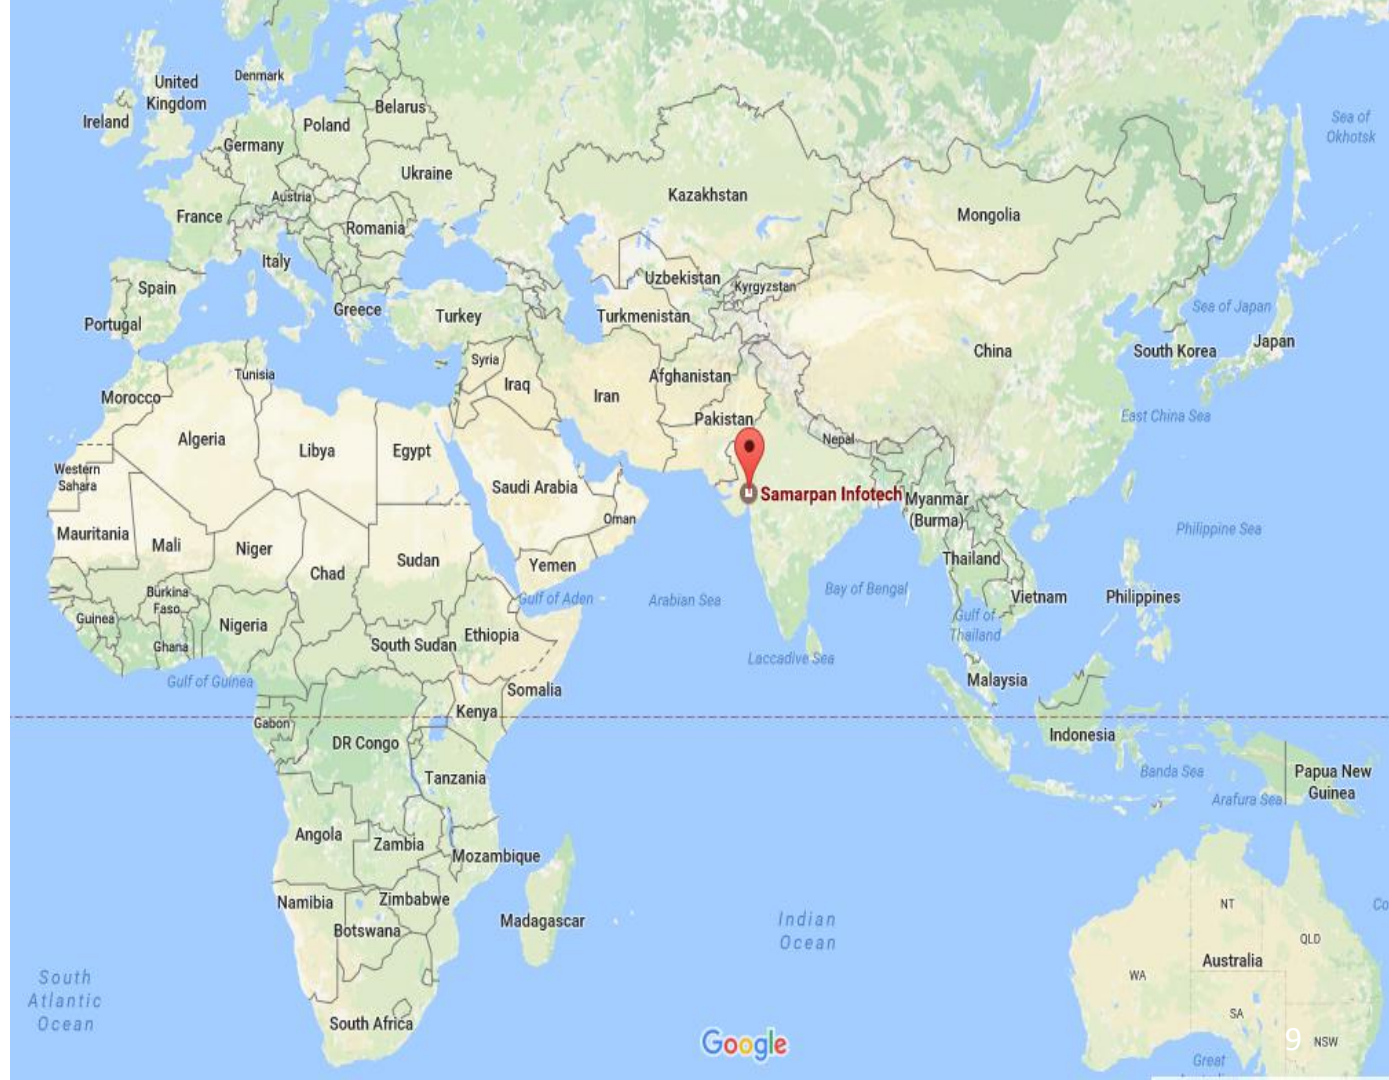 Sea of
Okhotsk
United
Kingdom
Denmark
Ireland
Belarus
Poland
Germany
Ukraine
Kazakhstan
Austria
France
Mongolia
Romania
Italy
Uzbekistan
Kyrgyzstan
Spain
Sea of Japan
Greece
Turkey
Turkmenistan
Portugal
China
South Korea
Japan
Syria
Tunisia
Afghanistan
Iraq
Iran
Morocco
East China Sea
Pakistan
Algeria
Nepal
Libya
Egypt
Western
Sahara
Saudi Arabia
Samarpan Infotech
Myanmar
(Burma)
Oman
Philippine Sea
Mauritania
Mali
Niger
Sudan
Thailand
Yemen
Chad
Burkina
Faso
Gulf of Aden
Arabian Sea
Bay of Bengal
Vietnam
Philippines
Guinea
Nigeria
Gulf of
Thailand
Ghana
South Sudan
Ethiopia
Laccadive Sea
Gulf of Guinea
Malaysia
Somalia
Kenya
Gabon
Indonesia
DR Congo
Banda Sea
Papua New
Guinea
Tanzania
Arafura Sea
Angola
Zambia
Mozambique
Namibia
Zimbabwe
NT
Madagascar
Indian
Ocean
Botswana
QLD
Australia
WA
South
Atlantic
Ocean
SA
South Africa
Google
9
NSW
Great